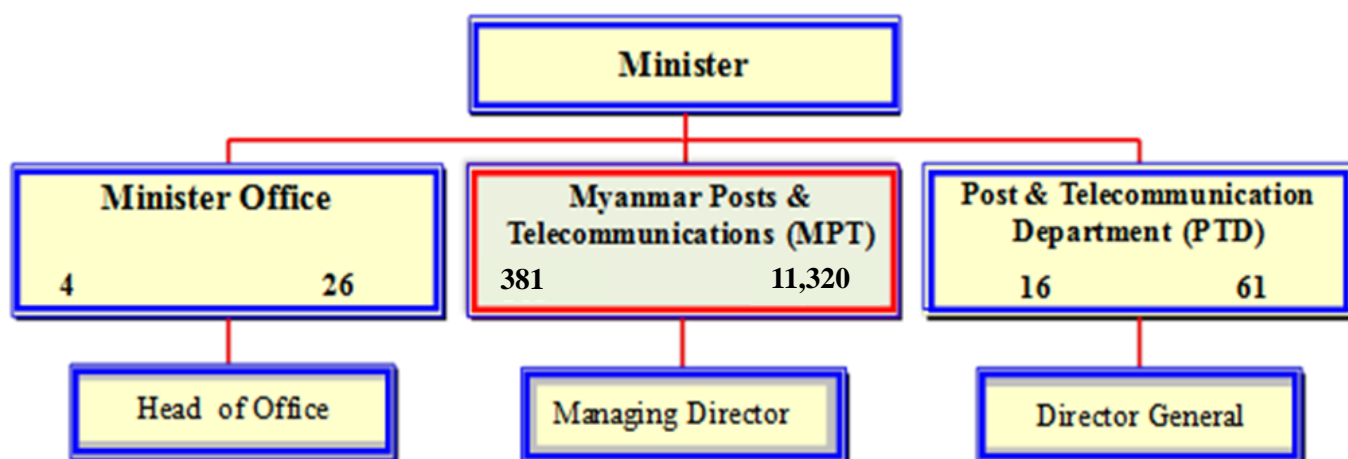 Minister
Minister Office
4 26
Myanmar Posts &
Telecommunications (MPT)
381 11,320
Post & Telecommunication
Department (PTD)
16 61
Head of Office
Managing Director
Director General